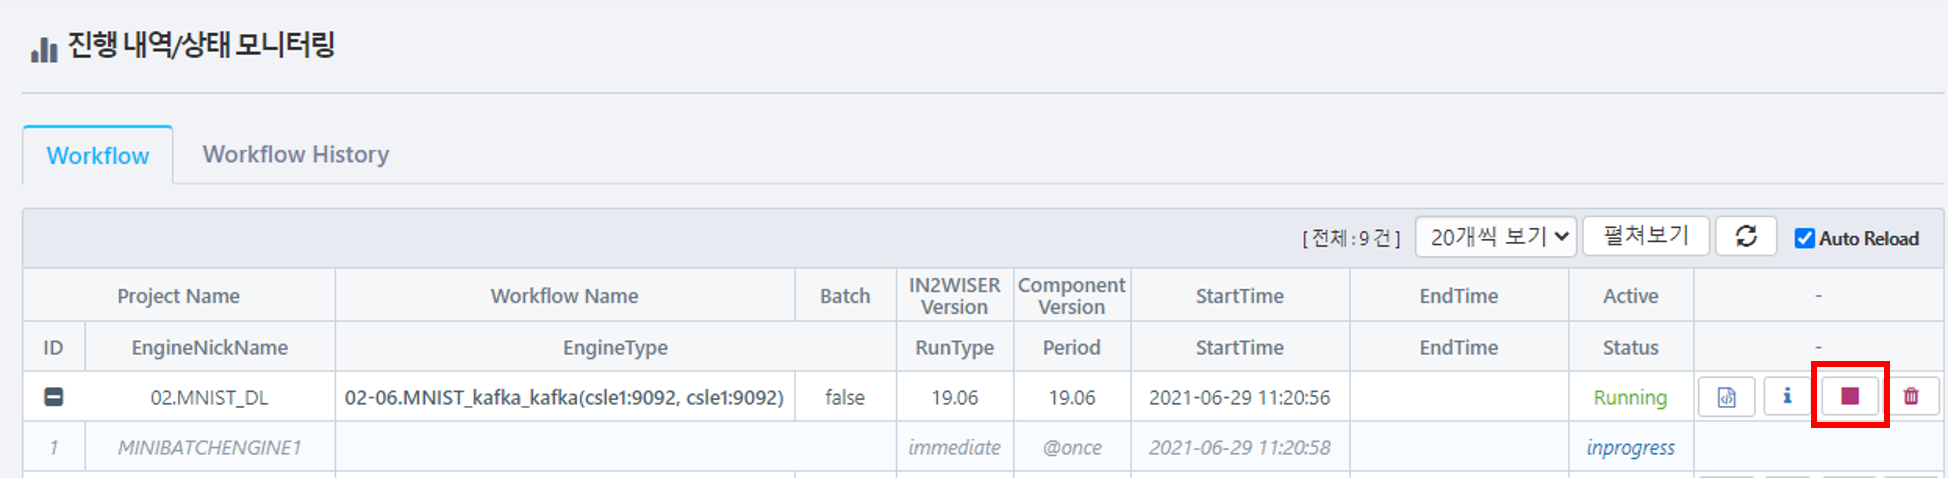 진행 내역/상태 모니터링
Workflow
Workflow History
[ 전체 : 9 건 ] 20개씩 보기 펼쳐보기 Auto Reload
Project Name Workflow Name Batch IN2WISER Version Component Version StartTime EndTime Active -
ID EngineNickName EngineType RunType Period StartTime EndTime Status -
02.MNIST_DL 02-06.MNIST_kafka_kafka(csle1:9092, csle1:9092) false 19.06 19.06 2021-06-29 11:20:56 Running
1 MINIBATCHENGINE1 immediate @once 2021-06-29 11:20:58 inprogress